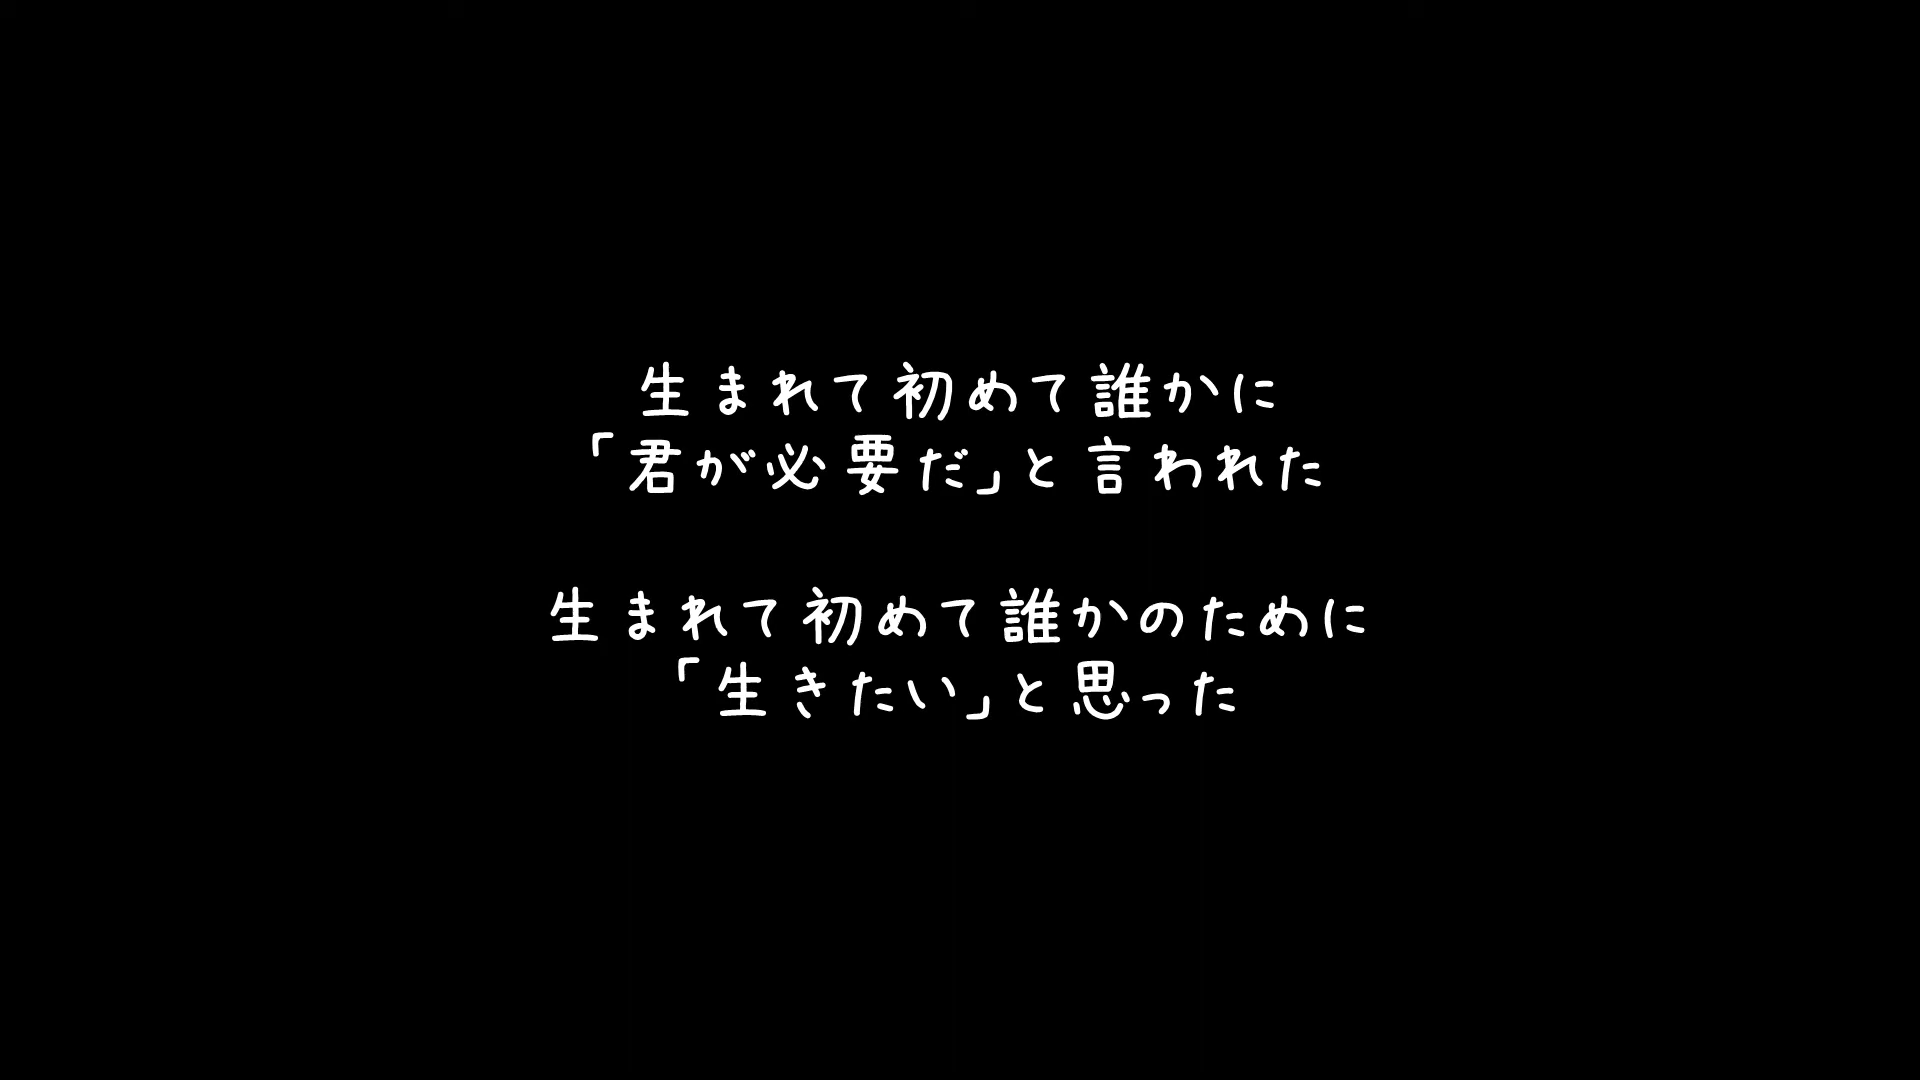 生まれて初めて誰かに
「君が必要だ」と言われた
生まれて初めて誰かのために
「生きたい」と思った